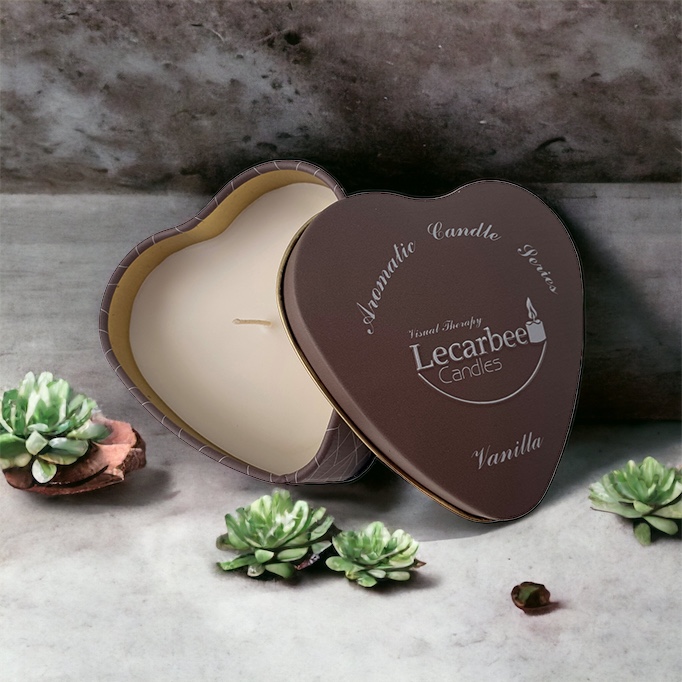 Aromatic Candle Series
Visual Therapy
Lecarbee
Candles
Vanilla